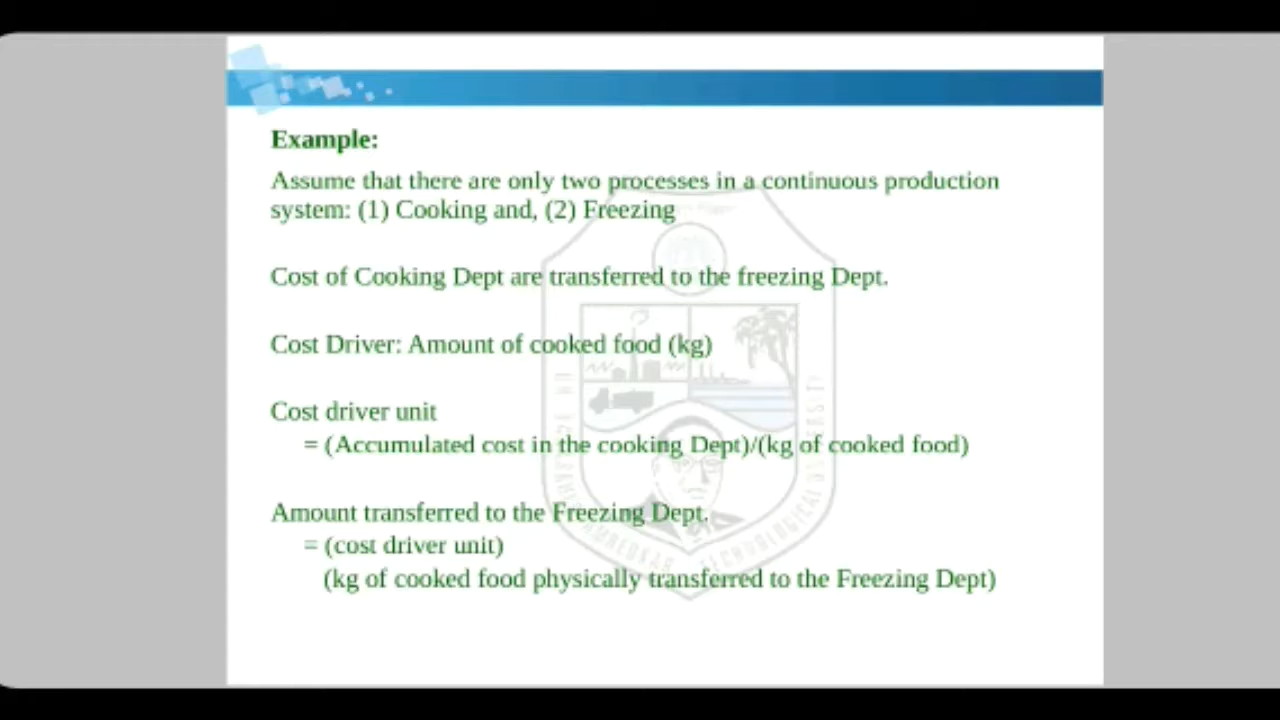 Example:
Assume that there are only two processes in a continuous production
system: (1) Cooking and, (2) Freezing
Cost of Cooking Dept are transferred to the freezing Dept.
Cost Driver: Amount of cooked food (kg)
Cost driver unit
= (Accumulated cost in the cooking Dept)/(kg of cooked food)
Amount transferred to the Freezing Dept.
= (cost driver unit)
(kg of cooked food physically transferred to the Freezing Dept)